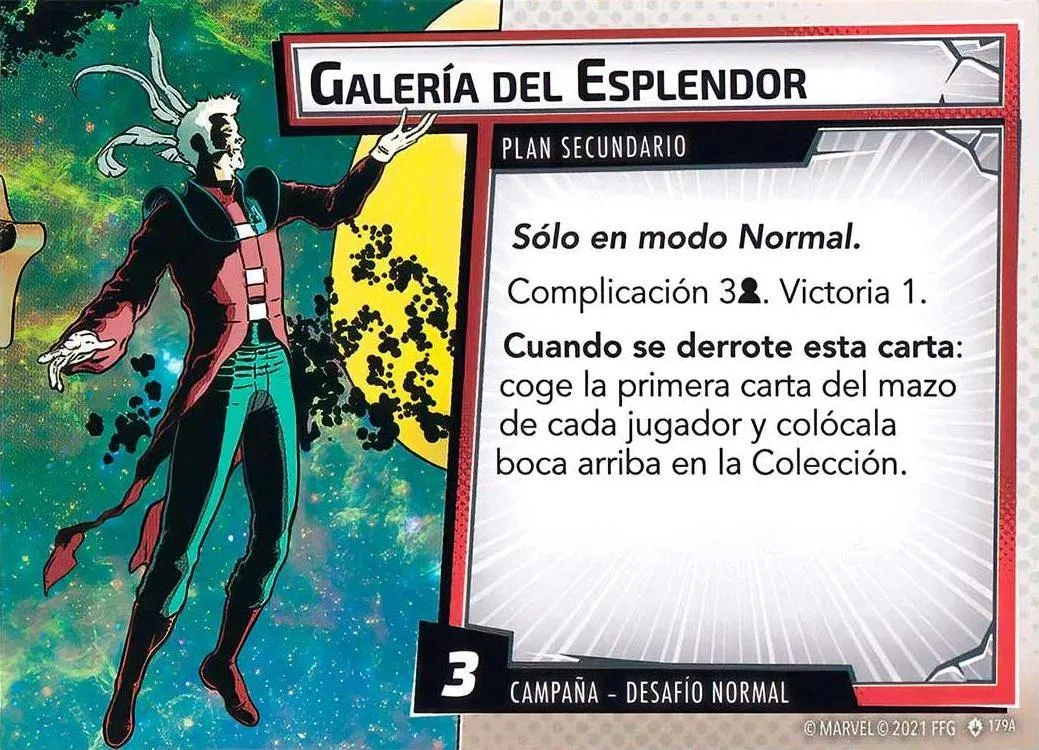 GALERÍA DEL ESPLENDOR
PLAN SECUNDARIO
Sólo en modo Normal.
Complicación 3. Victoria 1.
Cuando se derrote esta carta:
coge la primera carta del mazo
de cada jugador y colócala
boca arriba en la Colección.
3
CAMPAÑA – DESAFÍO NORMAL
© MARVEL © 2021 FFG 179A